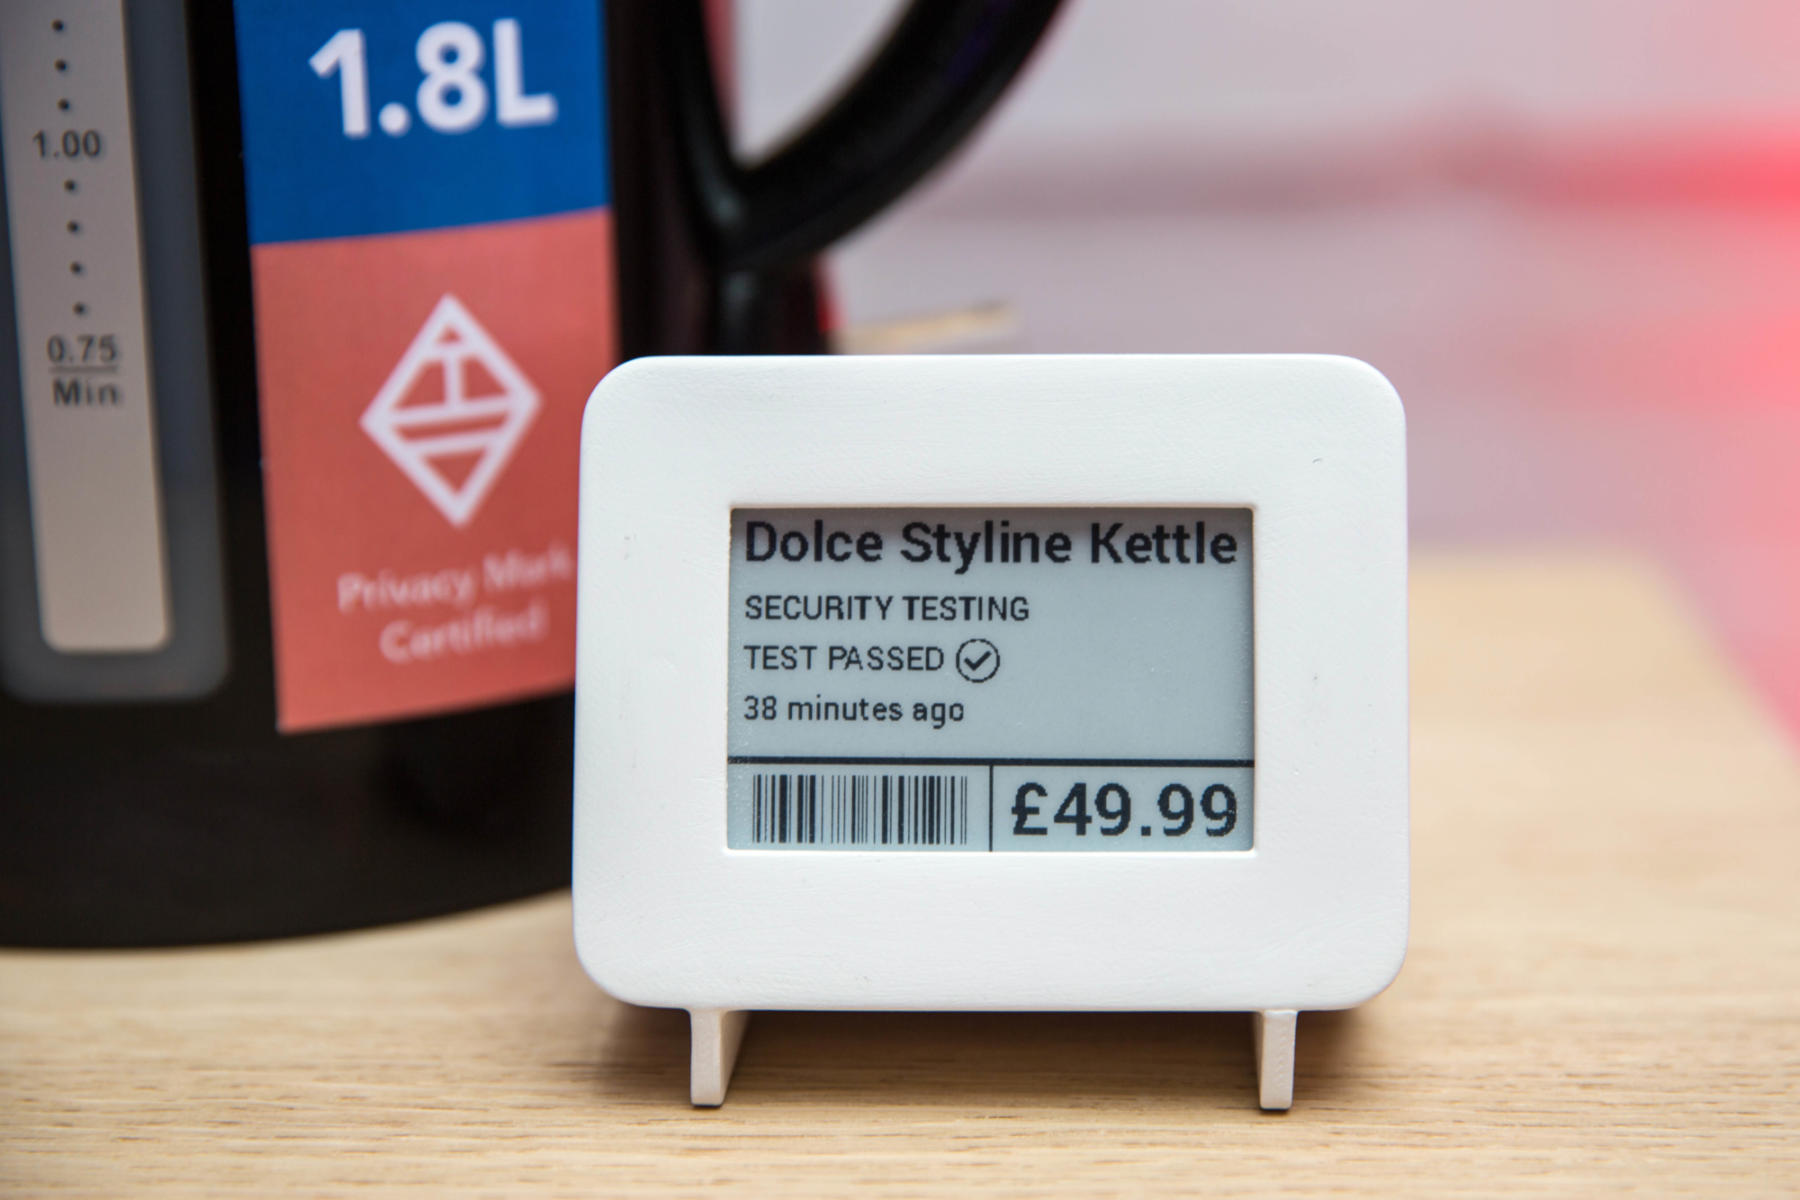 1.8L
1.00
0.75
Min
Privacy Mark
Certified
Dolce Styline Kettle
SECURITY TESTING
TEST PASSED
38 minutes ago
£49.99